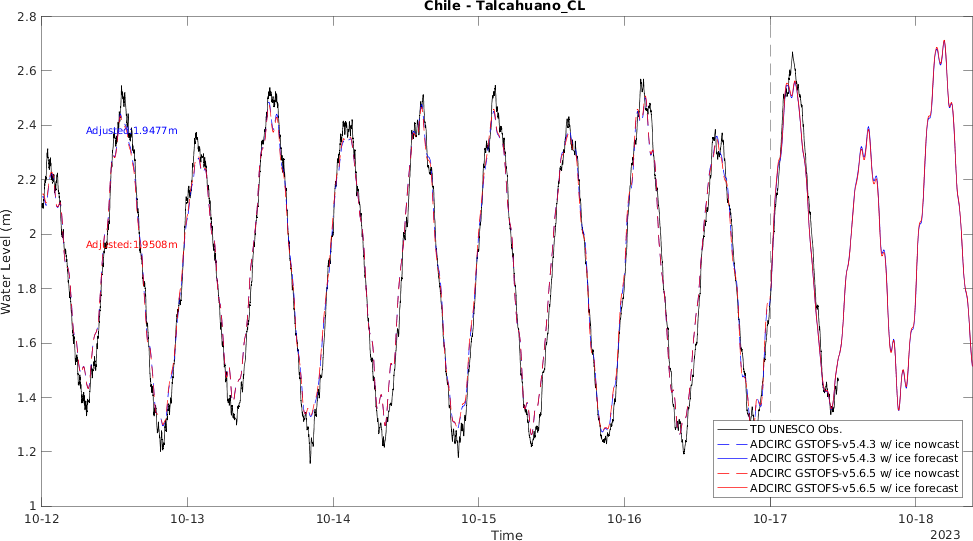 Chile - Talcahuano_CL
2.8
2.6
2.4
2.2
2
1.8
1.6
1.4
1.2
1
Water Level (m)
Adjusted:1.9477m
Adjusted:1.9508m
TD UNESCO Obs.
ADCIRC GSTOFS-v5.4.3 w/ ice nowcast
ADCIRC GSTOFS-v5.4.3 w/ ice forecast
ADCIRC GSTOFS-v5.6.5 w/ ice nowcast
ADCIRC GSTOFS-v5.6.5 w/ ice forecast
10-12 10-13 10-14 10-15 10-16 10-17 10-18
Time
2023